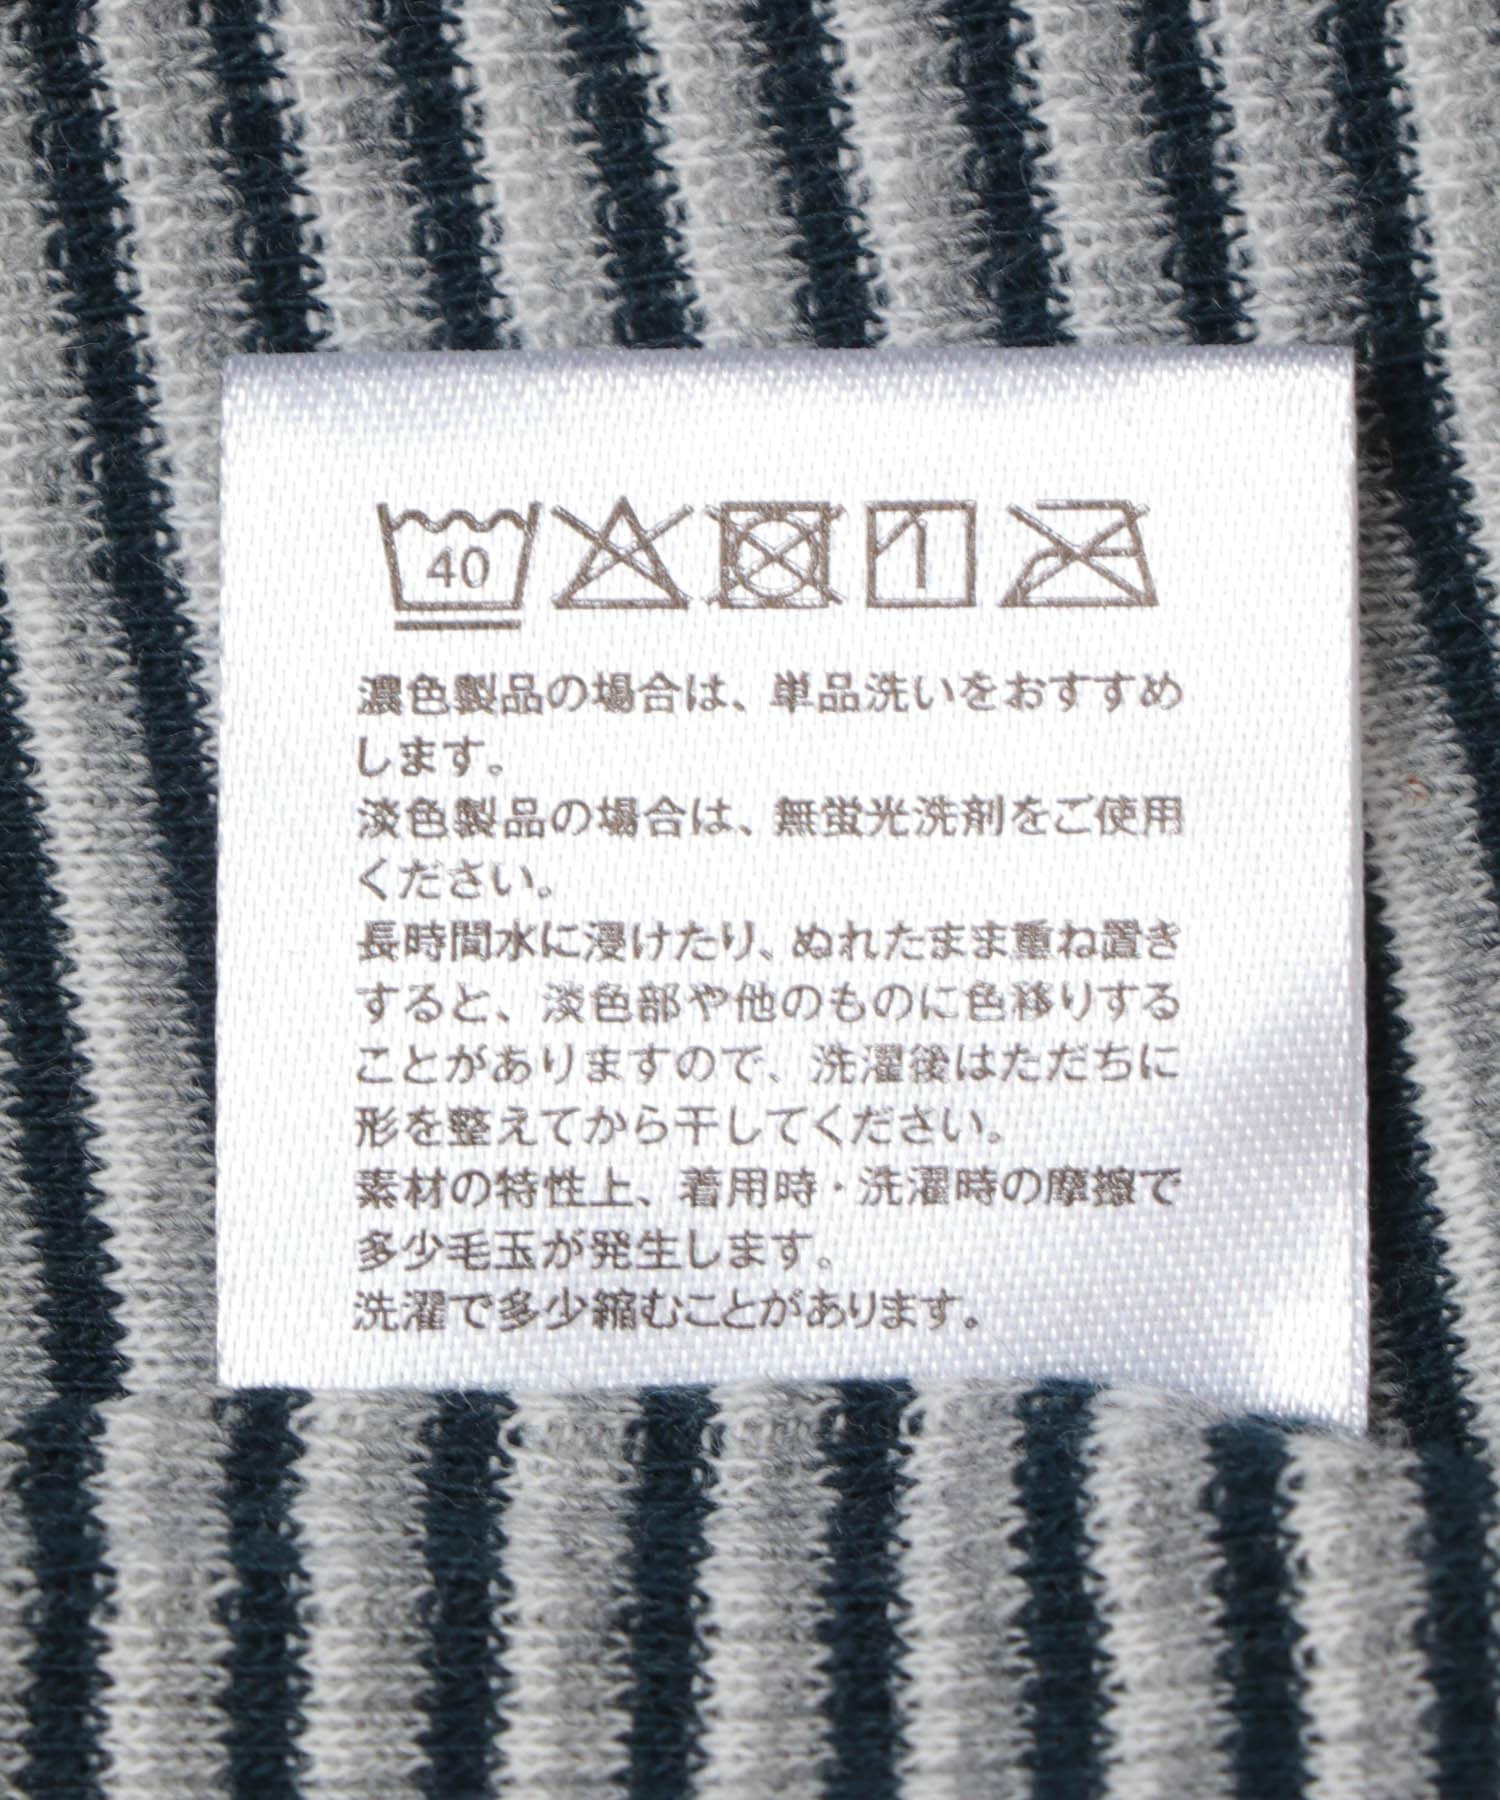 40
濃色製品の場合は、単品洗いをおすすめ
します。
淡色製品の場合は、無蛍光洗剤をご使用
ください。
長時間水に浸けたり、ぬれたまま重ね置き
すると、淡色部や他のものに色移りする
ことがありますので、洗濯後はただちに
形を整えてから干してください。
素材の特性上、着用時・洗濯時の摩擦で
多少毛玉が発生します。
洗濯で多少縮むことがあります。